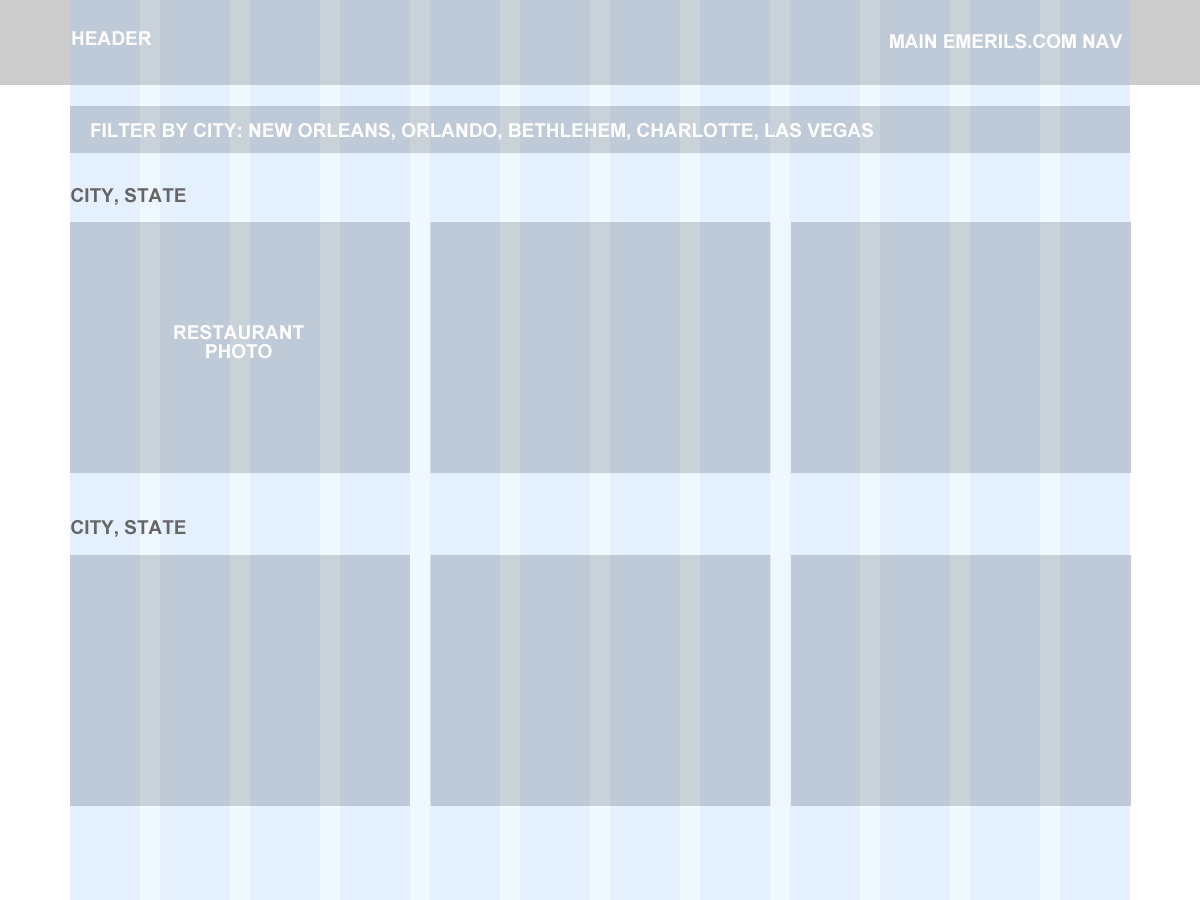 HEADER
MAIN EMERILS.COM NAV
FILTER BY CITY: NEW ORLEANS, ORLANDO, BETHLEHEM, CHARLOTTE, LAS VEGAS
CITY, STATE
RESTAURANT
PHOTO
CITY, STATE